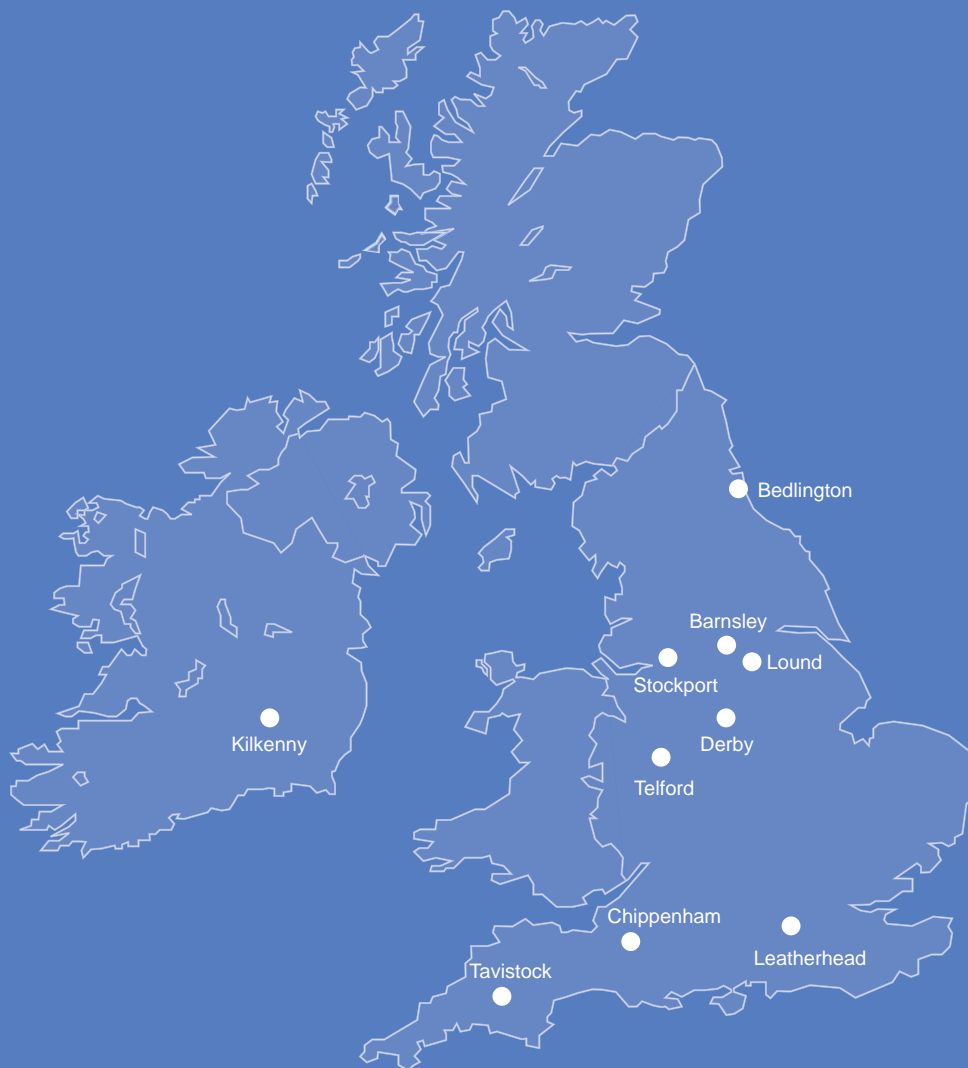 Bedlington
Barnsley
Lound
Stockport
Kilkenny
Derby
Telford
Chippenham
Leatherhead
Tavistock